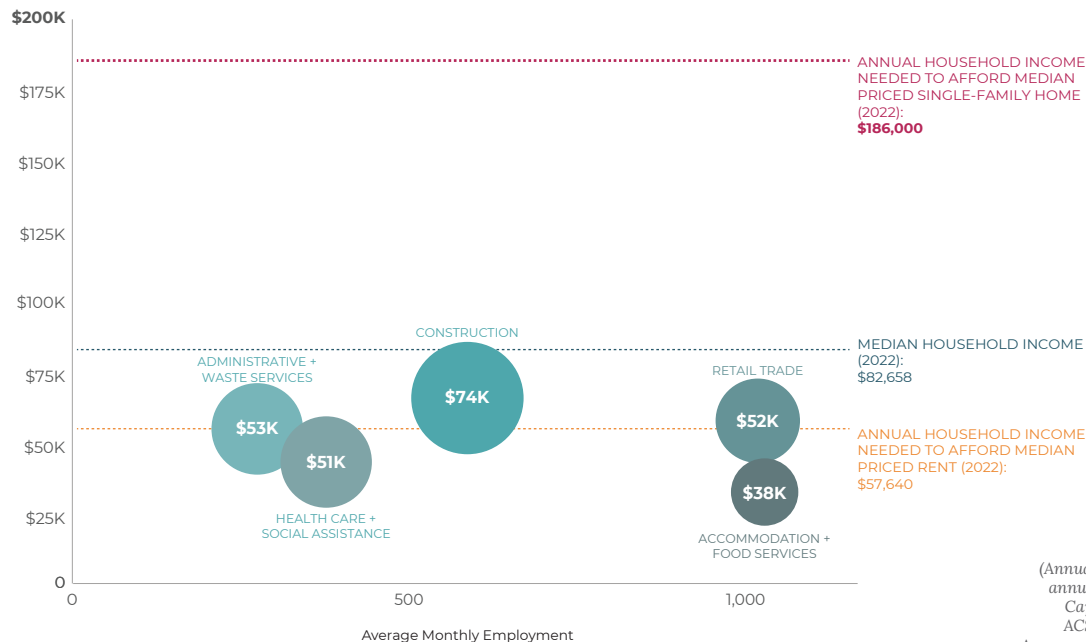 $200K
$175K
$150K
$125K
$100K
$75K
$50K
$25K
0
ANNUAL HOUSEHOLD INCOME
NEEDED TO AFFORD MEDIAN
PRICED SINGLE-FAMILY HOME
(2022):
$186,000
MEDIAN HOUSEHOLD INCOME
(2022):
$82,658
ANNUAL HOUSEHOLD INCOME
NEEDED TO AFFORD MEDIAN
PRICED RENT (2022):
$57,640
ADMINISTRATIVE +
WASTE SERVICES
$53K
$51K
HEALTH CARE +
SOCIAL ASSISTANCE
CONSTRUCTION
$74K
RETAIL TRADE
$52K
$38K
ACCOMMODATION +
FOOD SERVICES
0
500
1,000
Average Monthly Employment